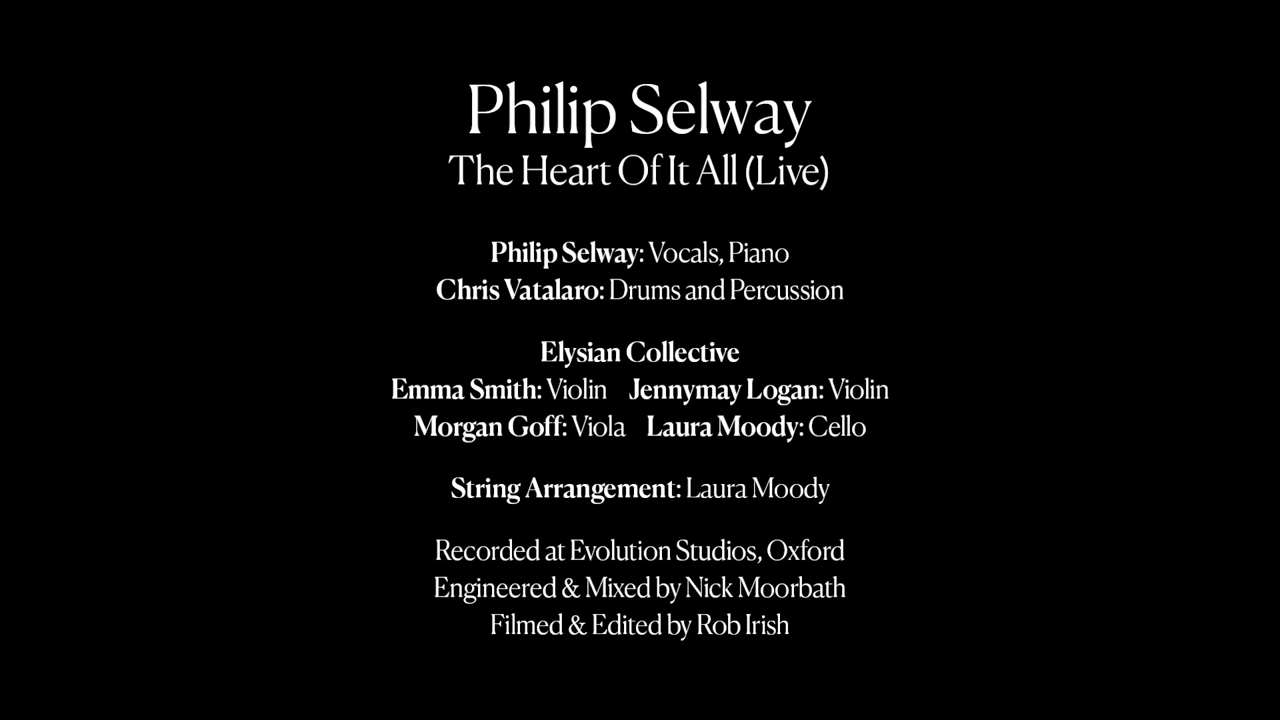 Philip Selway
The Heart Of It All (Live)
Philip Selway: Vocals, Piano
Chris Vatalaro: Drums and Percussion
Elysian Collective
Emma Smith: Violin Jennymay Logan: Violin
Morgan Goff: Viola Laura Moody: Cello
String Arrangement: Laura Moody
Recorded at Evolution Studios, Oxford
Engineered & Mixed by Nick Moorbath
Filmed & Edited by Rob Irish